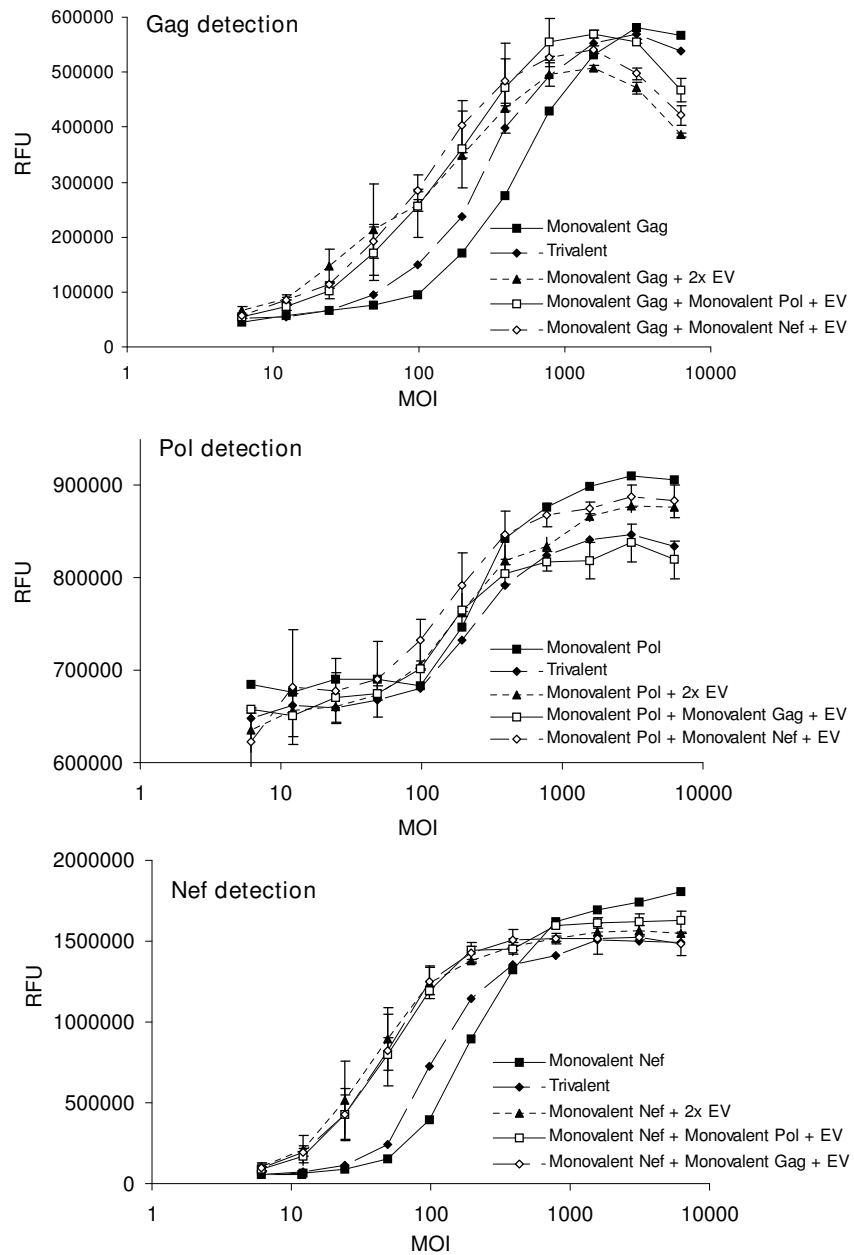 Gag detection
600000
500000
400000
300000
200000
100000
0
RFU
1
10
100
1000
10000
MOI
Monovalent Gag
Trivalent
Monovalent Gag + 2x EV
Monovalent Gag + Monovalent Pol + EV
Monovalent Gag + Monovalent Nef + EV
Pol detection
900000
800000
700000
600000
RFU
1
10
100
1000
10000
MOI
Monovalent Pol
Trivalent
Monovalent Pol + 2x EV
Monovalent Pol + Monovalent Gag + EV
Monovalent Pol + Monovalent Nef + EV
Nef detection
2000000
1500000
1000000
500000
0
RFU
1
10
100
1000
10000
MOI
Monovalent Nef
Trivalent
Monovalent Nef + 2x EV
Monovalent Nef + Monovalent Pol + EV
Monovalent Nef + Monovalent Gag + EV